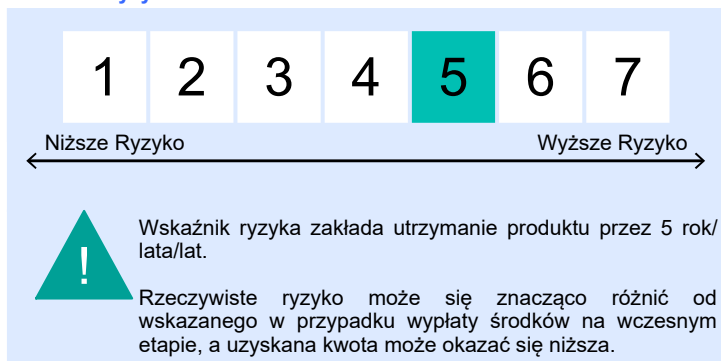 1 2 3 4 5 6 7
Niższe Ryzyko Wyższe Ryzyko
! Wskaźnik ryzyka zakłada utrzymanie produktu przez 5 rok/
lata/lat.
Rzeczywiste ryzyko może się znacząco różnić od
wskazanego w przypadku wypłaty środków na wczesnym
etapie, a uzyskana kwota może okazać się niższa.